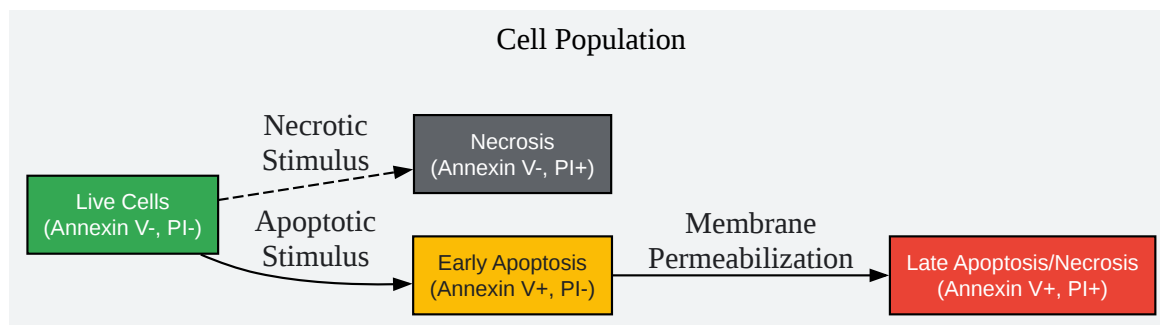 Cell Population
Necrotic
Stimulus
Necrosis
(Annexin V-, PI+)
Live Cells
(Annexin V-, PI-)
Apoptotic
Stimulus
Early Apoptosis
(Annexin V+, PI-)
Membrane
Permeabilization
Late Apoptosis/Necrosis
(Annexin V+, PI+)